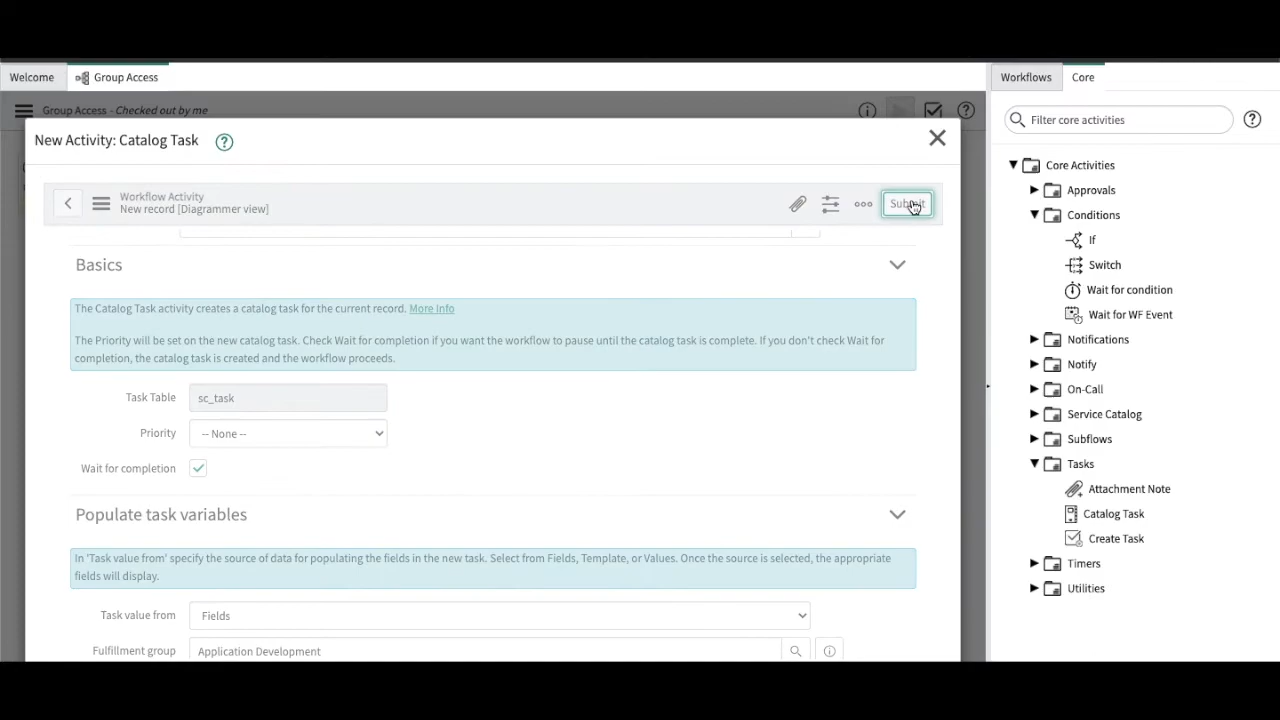 Welcome
Group Access
Workflows
Core
Group Access - Checked out by me
Filter core activities
New Activity: Catalog Task
Workflow Activity
New record [Diagrammer view]
Submit
Basics
The Catalog Task activity creates a catalog task for the current record. More Info
The Priority will be set on the new catalog task. Check Wait for completion if you want the workflow to pause until the catalog task is complete. If you don't check Wait for
completion, the catalog task is created and the workflow proceeds.
Task Table
sc_task
Priority
-- None --
Wait for completion
Populate task variables
In 'Task value from' specify the source of data for populating the fields in the new task. Select from Fields, Template, or Values. Once the source is selected, the appropriate
fields will display.
Task value from
Fields
Fulfillment group
Application Development
Core Activities
Approvals
Conditions
If
Switch
Wait for condition
Wait for WF Event
Notifications
Notify
On-Call
Service Catalog
Subflows
Tasks
Attachment Note
Catalog Task
Create Task
Timers
Utilities